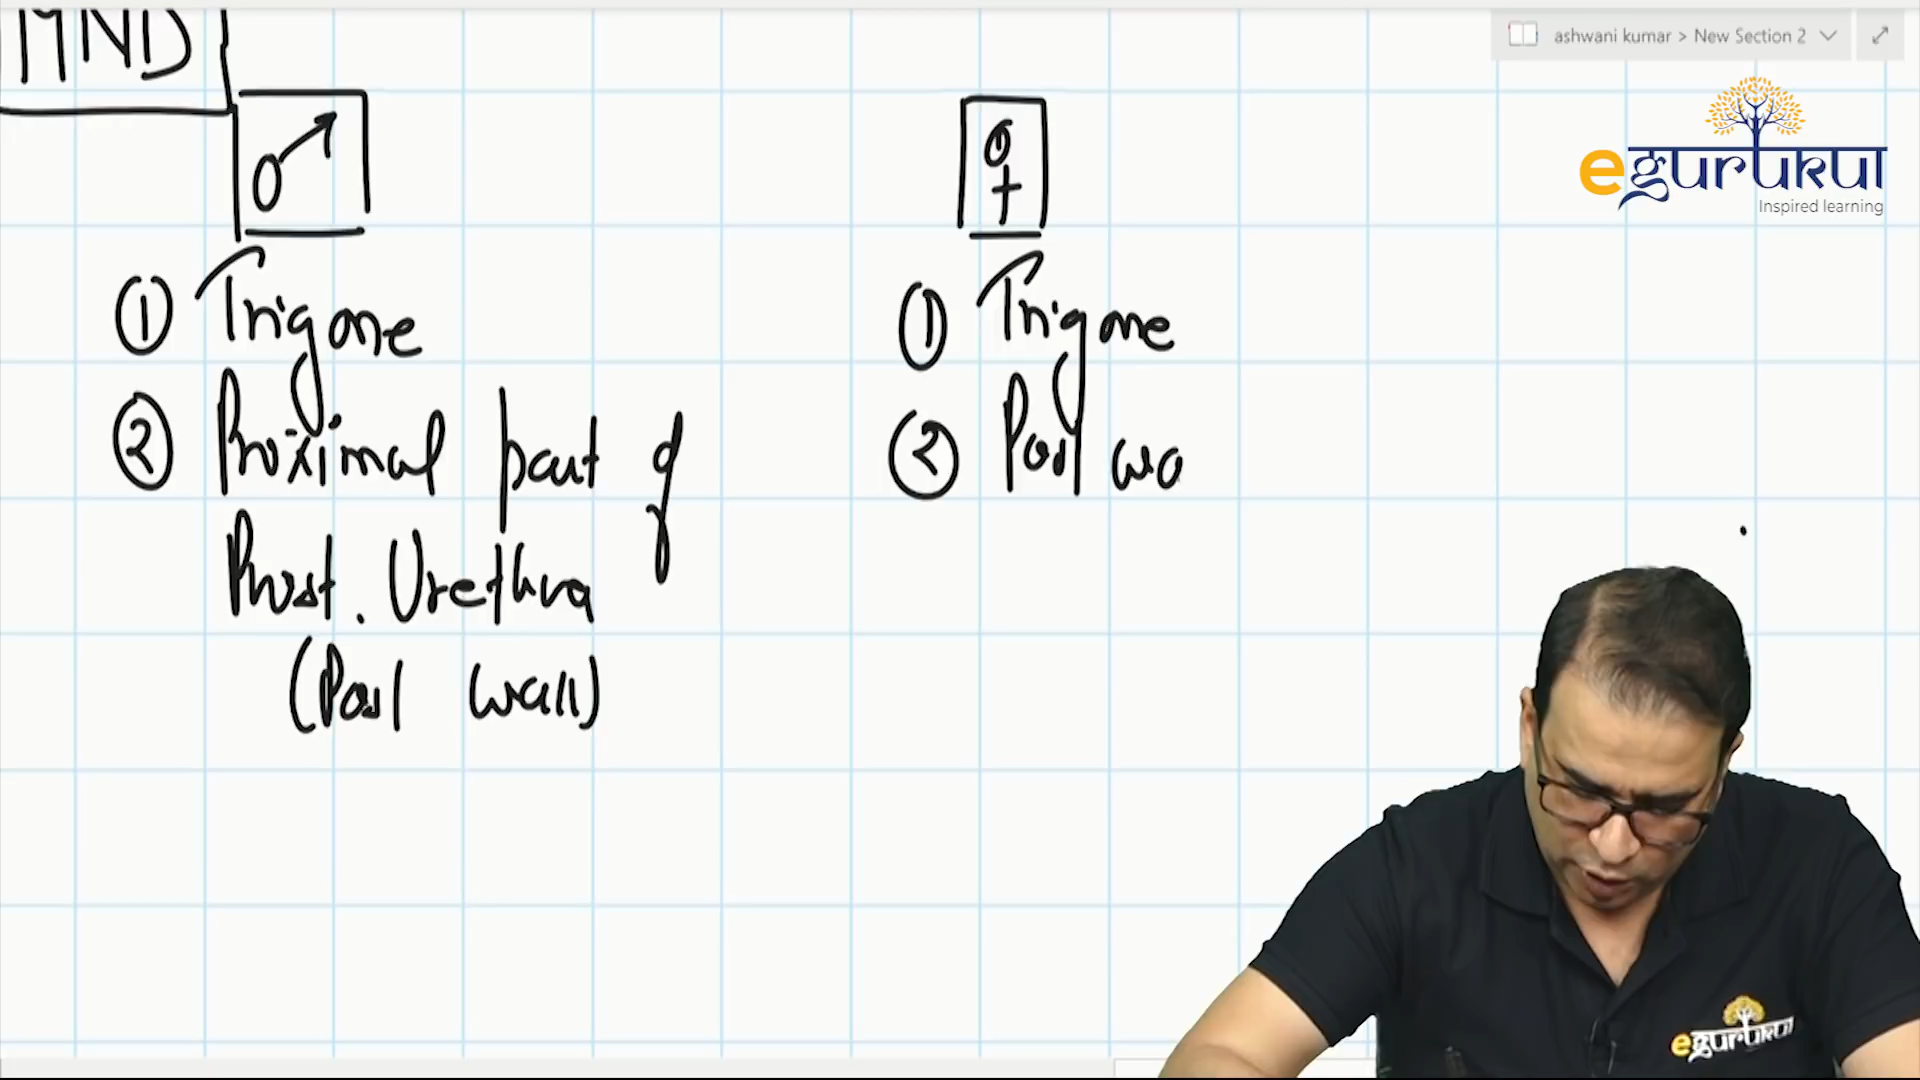 MND
ashwani kumar > New Section 2
egurukul
Inspired learning
♂
① Trigone
② Proximal part of
Prost. Urethra
(Post wall)
♀
① Trigone
② Post wa
egurukul